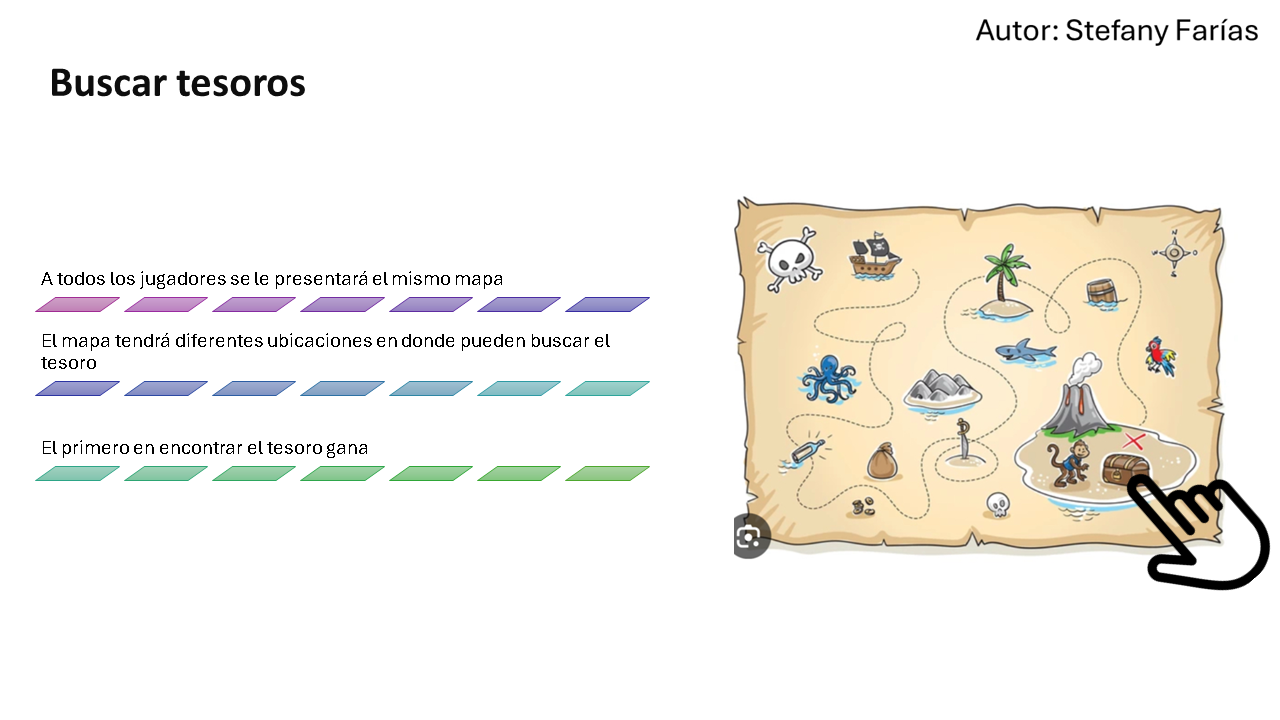 Autor: Stefany Farías
Buscar tesoros
A todos los jugadores se le presentará el mismo mapa
El mapa tendrá diferentes ubicaciones en donde pueden buscar el
tesoro
El primero en encontrar el tesoro gana